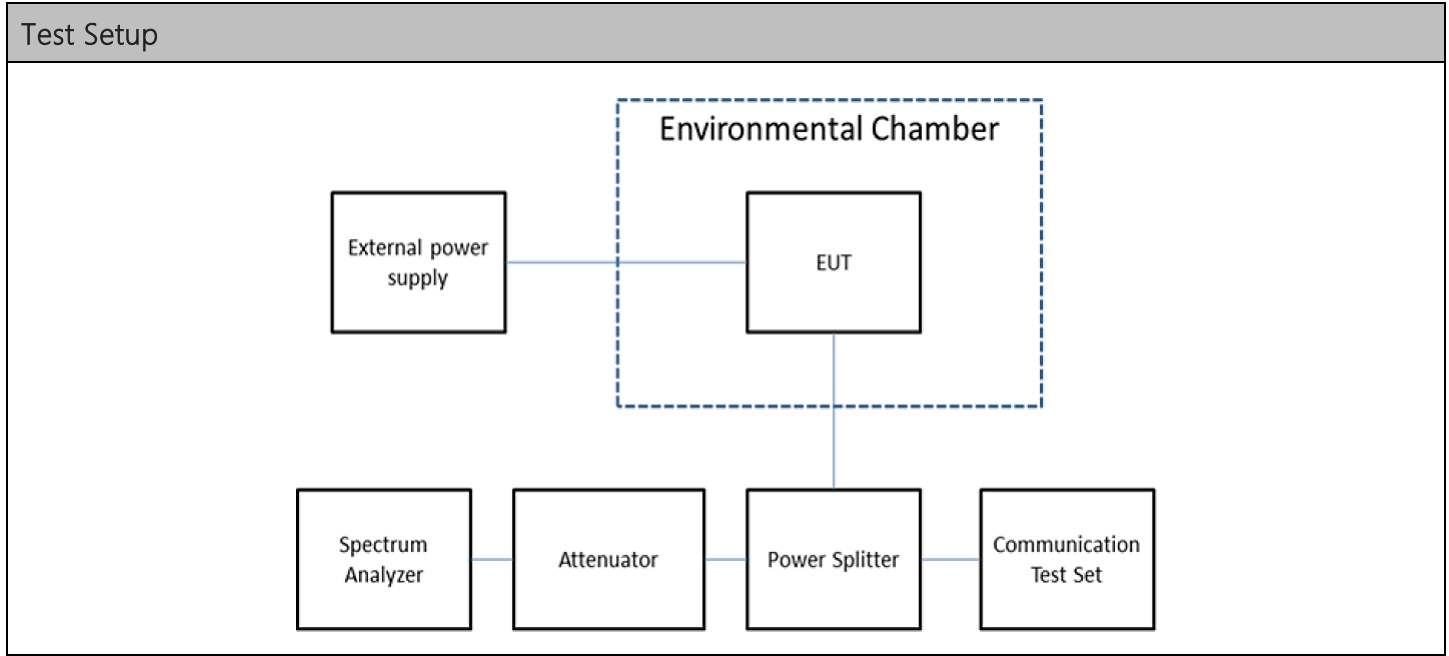 Test Setup
Environmental Chamber
External power
supply
EUT
Spectrum
Analyzer
Attenuator
Power Splitter
Communication
Test Set